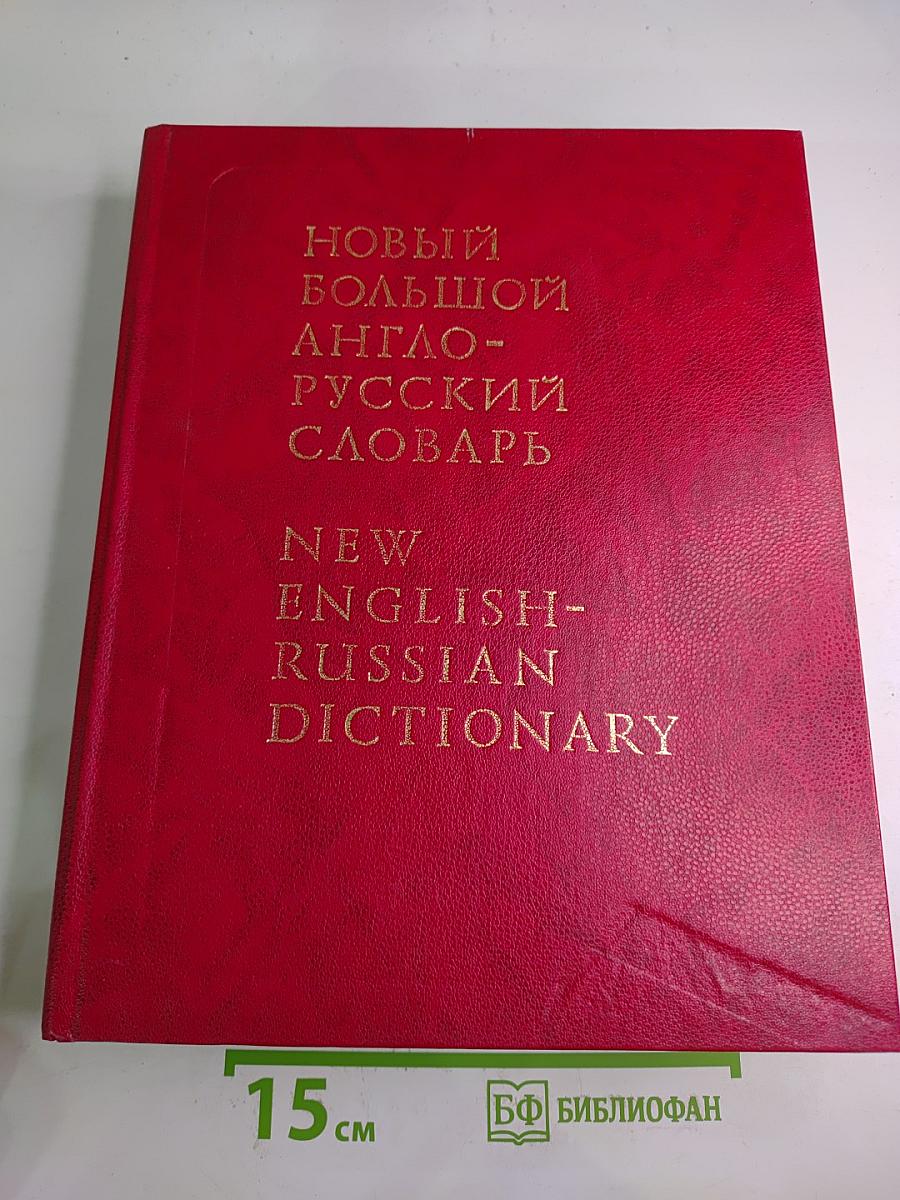 НОВЫЙ
БОЛЬШОЙ
АНГЛО-
РУССКИЙ
СЛОВАРЬ
NEW
ENGLISH-
RUSSIAN
DICTIONARY
15 см
БФ БИБЛИОФАН